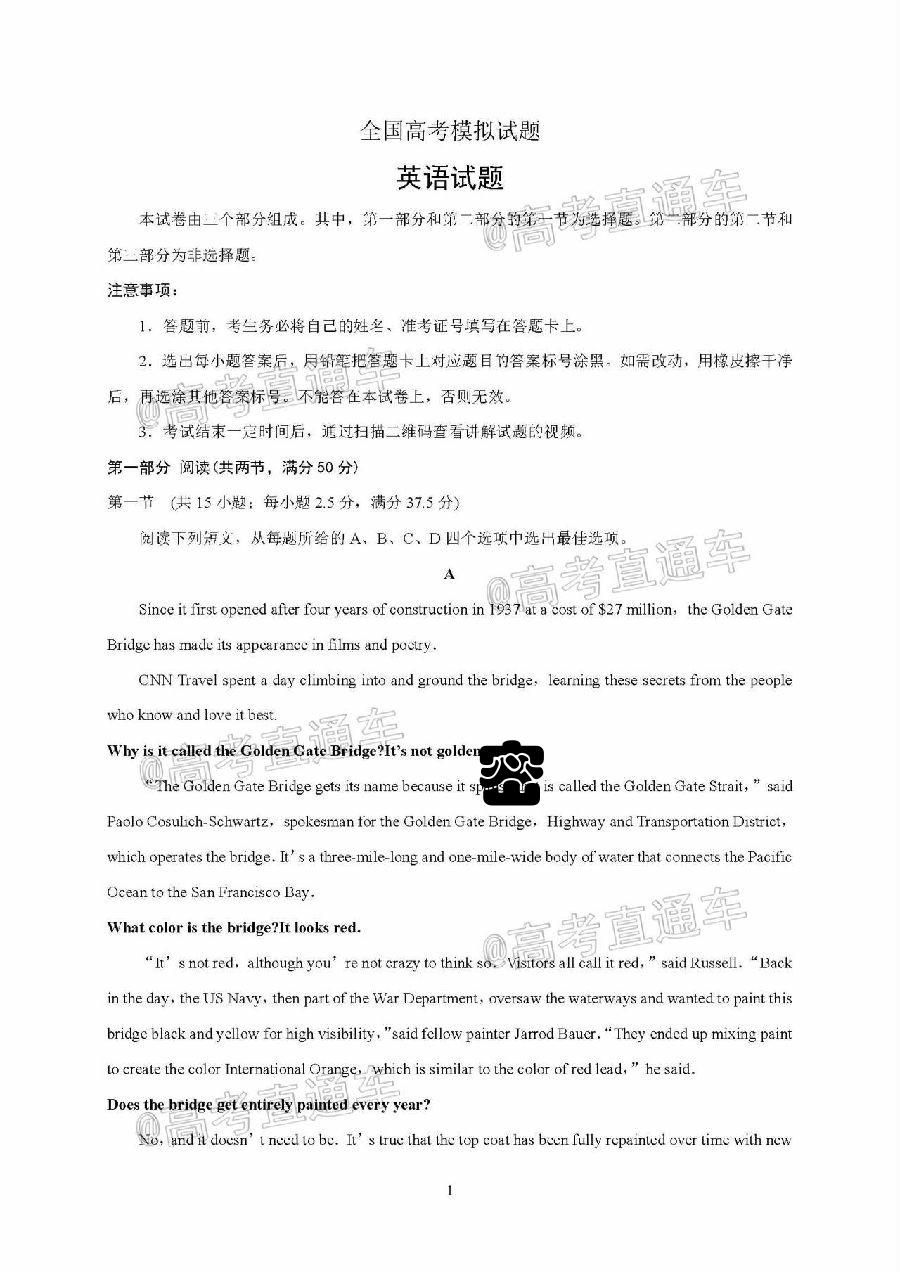 全国高考模拟试题
英语试题
本试卷由三个部分组成。其中，第一部分和第二部分的第一节为选择题。第二部分的第二节和
第三部分为非选择题。
注意事项：
1．答题前，考生务必将自己的姓名、准考证号填写在答题卡上。
2．选出每小题答案后，用铅笔把答题卡上对应题目的答案标号涂黑。如需改动，用橡皮擦干净
后，再选涂其他答案标号。不能答在本试卷上，否则无效。
3．考试结束一定时间后，通过扫描二维码查看讲解试题的视频。
第一部分 阅读(共两节，满分50分)
第一节 (共15小题；每小题2.5分，满分37.5分)
阅读下列短文，从每题所给的A、B、C、D四个选项中选出最佳选项。
A
Since it first opened after four years of construction in 1937 at a cost of $27 million，the Golden Gate
Bridge has made its appearance in films and poetry．
CNN Travel spent a day climbing into and ground the bridge，learning these secrets from the people
who know and love it best.
Why is it called the Golden Gate Bridge?It's not golden
“The Golden Gate Bridge gets its name because it is called the Golden Gate Strait，” said
Paolo Cosulich-Schwartz，spokesman for the Golden Gate Bridge，Highway and Transportation District，
which operates the bridge．It's a three-mile-long and one-mile-wide body of water that connects the Pacific
Ocean to the San Francisco Bay．
What color is the bridge?It looks red.
“It's not red，although you're not crazy to think so．Visitors all call it red，” said Russell．“Back
in the day，the US Navy，then part of the War Department，oversaw the waterways and wanted to paint this
bridge black and yellow for high visibility，”said fellow painter Jarrod Bauer．“They ended up mixing paint
to create the color International Orange，which is similar to the color of red lead，” he said．
Does the bridge get entirely painted every year?
No，and it doesn't need to be．It's true that the top coat has been fully repainted over time with new
1
@高考直通车
@高考直通车
@高考直通车
@高考直通车
@高考直通车
@高考直通车